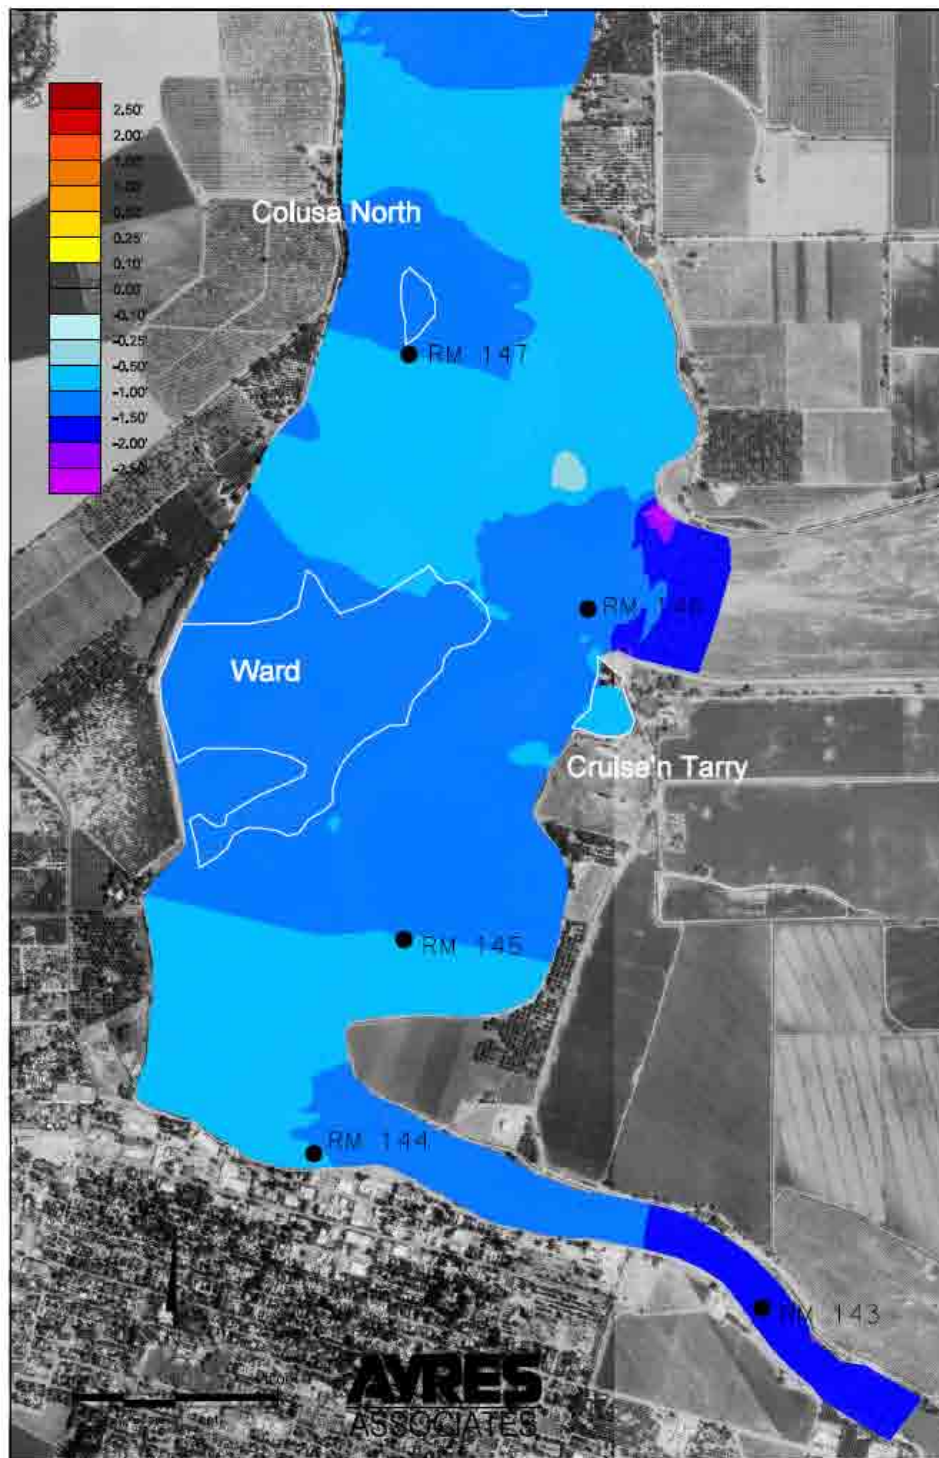 2.50'
2.00'
1.00'
0.50'
0.25'
0.10'
0.00'
-0.10'
-0.25'
-0.50'
-1.00'
-1.50'
-2.00'
-2.50'
Colusa North
RM 147
RM 146
Ward
Cruise'n Tarry
RM 145
RM 144
RM 143
AYRES
ASSOCIATES